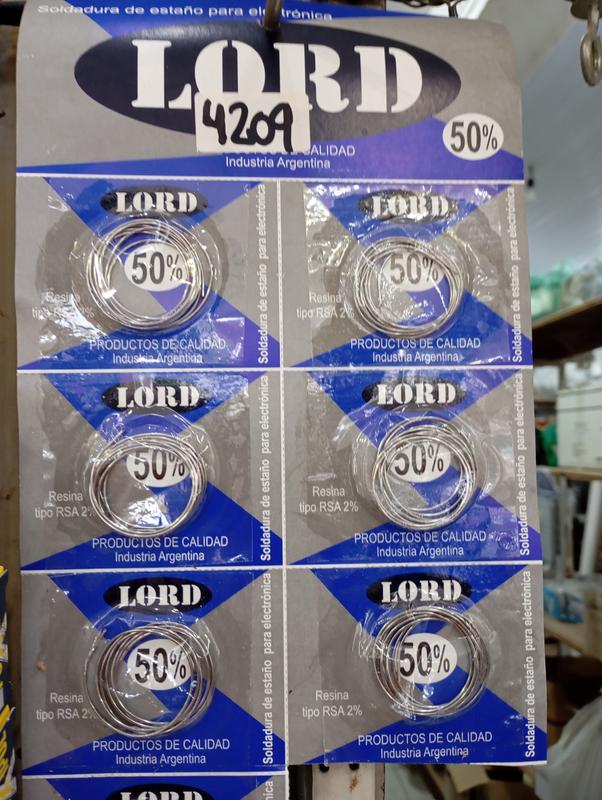 Soldadura de estaño para electrónica
LORD
4209
50%
CALIDAD
Industria Argentina
LORD
50%
Resina
tipo RSA 2%
PRODUCTOS DE CALIDAD
Industria Argentina
Soldadura de estaño para electrónica
LORD
50%
Resina
tipo RSA 2%
PRODUCTOS DE CALIDAD
Industria Argentina
Soldadura de estaño para electrónica
LORD
50%
Resina
tipo RSA 2%
PRODUCTOS DE CALIDAD
Industria Argentina
Soldadura de estaño para electrónica
LORD
50%
Resina
tipo RSA 2%
PRODUCTOS DE CALIDAD
Industria Argentina
Soldadura de estaño para electrónica
LORD
50%
Resina
tipo RSA 2%
PRODUCTOS DE CALIDAD
Industria Argentina
Soldadura de estaño para electrónica
LORD
50%
Resina
tipo RSA 2%
PRODUCTOS DE CALIDAD
Industria Argentina
Soldadura de estaño para electrónica
LORD